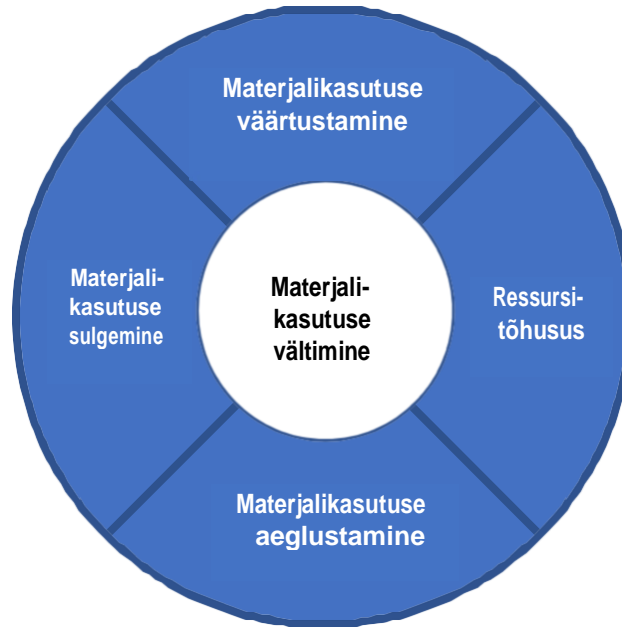 Materjalikasutuse
väärtustamine
Materjali-
kasutuse
sulgemine
Materjali-
kasutuse
vältimine
Ressursi-
tõhusus
Materjalikasutuse
aeglustamine